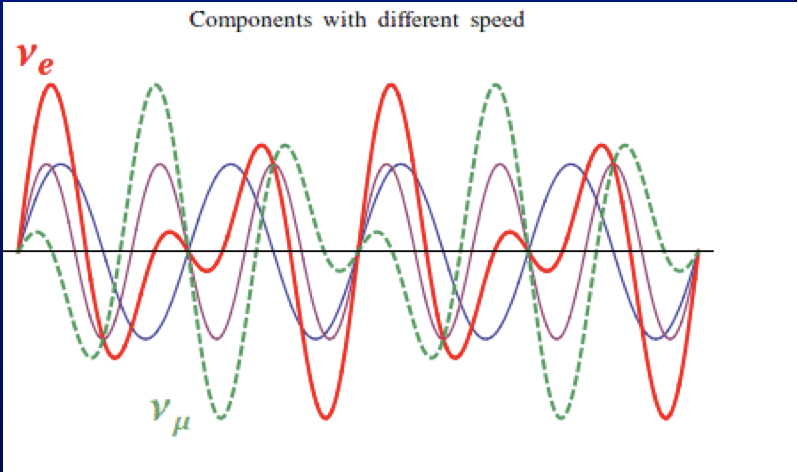 Components with different speed
νe
νμ